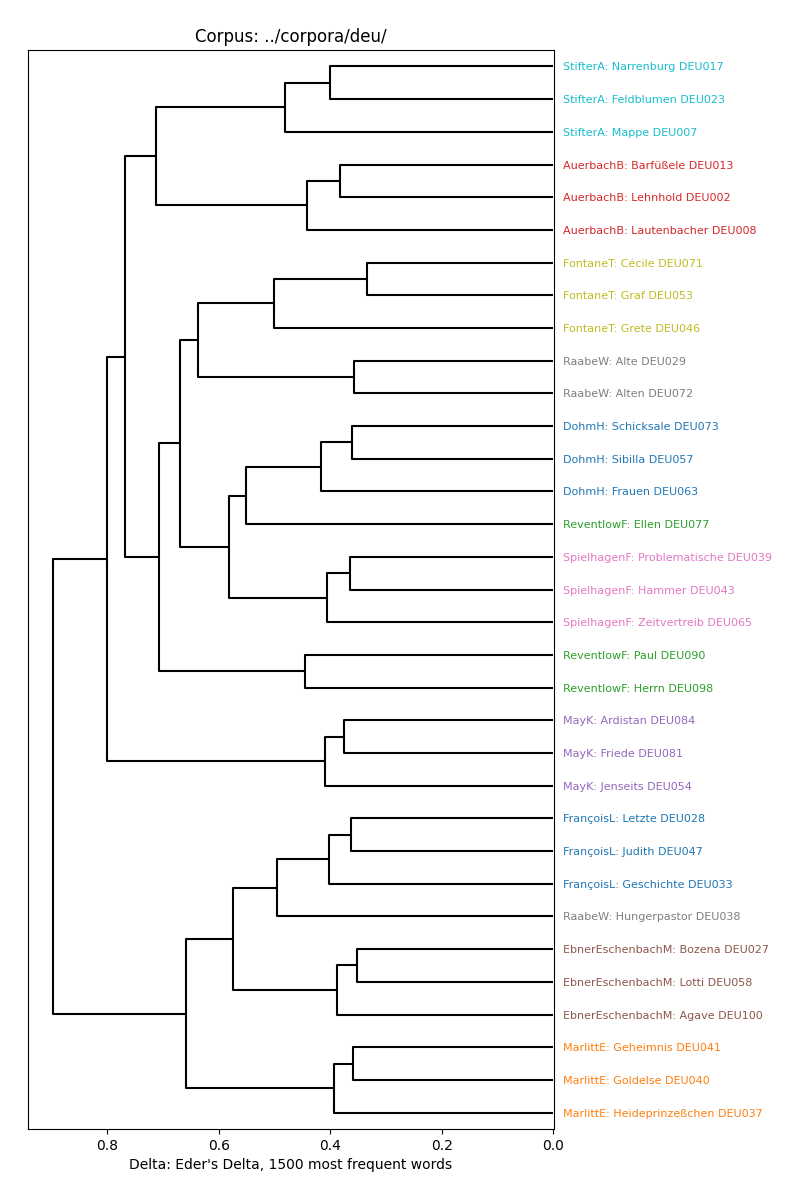 Corpus: ../corpora/deu/
StifterA: Narrenburg DEU017
StifterA: Feldblumen DEU023
StifterA: Mappe DEU007
AuerbachB: Barfüßele DEU013
AuerbachB: Lehnhold DEU002
AuerbachB: Lautenbacher DEU008
FontaneT: Cécile DEU071
FontaneT: Graf DEU053
FontaneT: Grete DEU046
RaabeW: Alte DEU029
RaabeW: Alten DEU072
DohmH: Schicksale DEU073
DohmH: Sibilla DEU057
DohmH: Frauen DEU063
ReventlowF: Ellen DEU077
SpielhagenF: Problematische DEU039
SpielhagenF: Hammer DEU043
SpielhagenF: Zeitvertreib DEU065
ReventlowF: Paul DEU090
ReventlowF: Herrn DEU098
MayK: Ardistan DEU084
MayK: Friede DEU081
MayK: Jenseits DEU054
FrançoisL: Letzte DEU028
FrançoisL: Judith DEU047
FrançoisL: Geschichte DEU033
RaabeW: Hungerpastor DEU038
EbnerEschenbachM: Bozena DEU027
EbnerEschenbachM: Lotti DEU058
EbnerEschenbachM: Agave DEU100
MarlittE: Geheimnis DEU041
MarlittE: Goldelse DEU040
MarlittE: Heideprinzeßchen DEU037
0.8 0.6 0.4 0.2 0.0
Delta: Eder's Delta, 1500 most frequent words